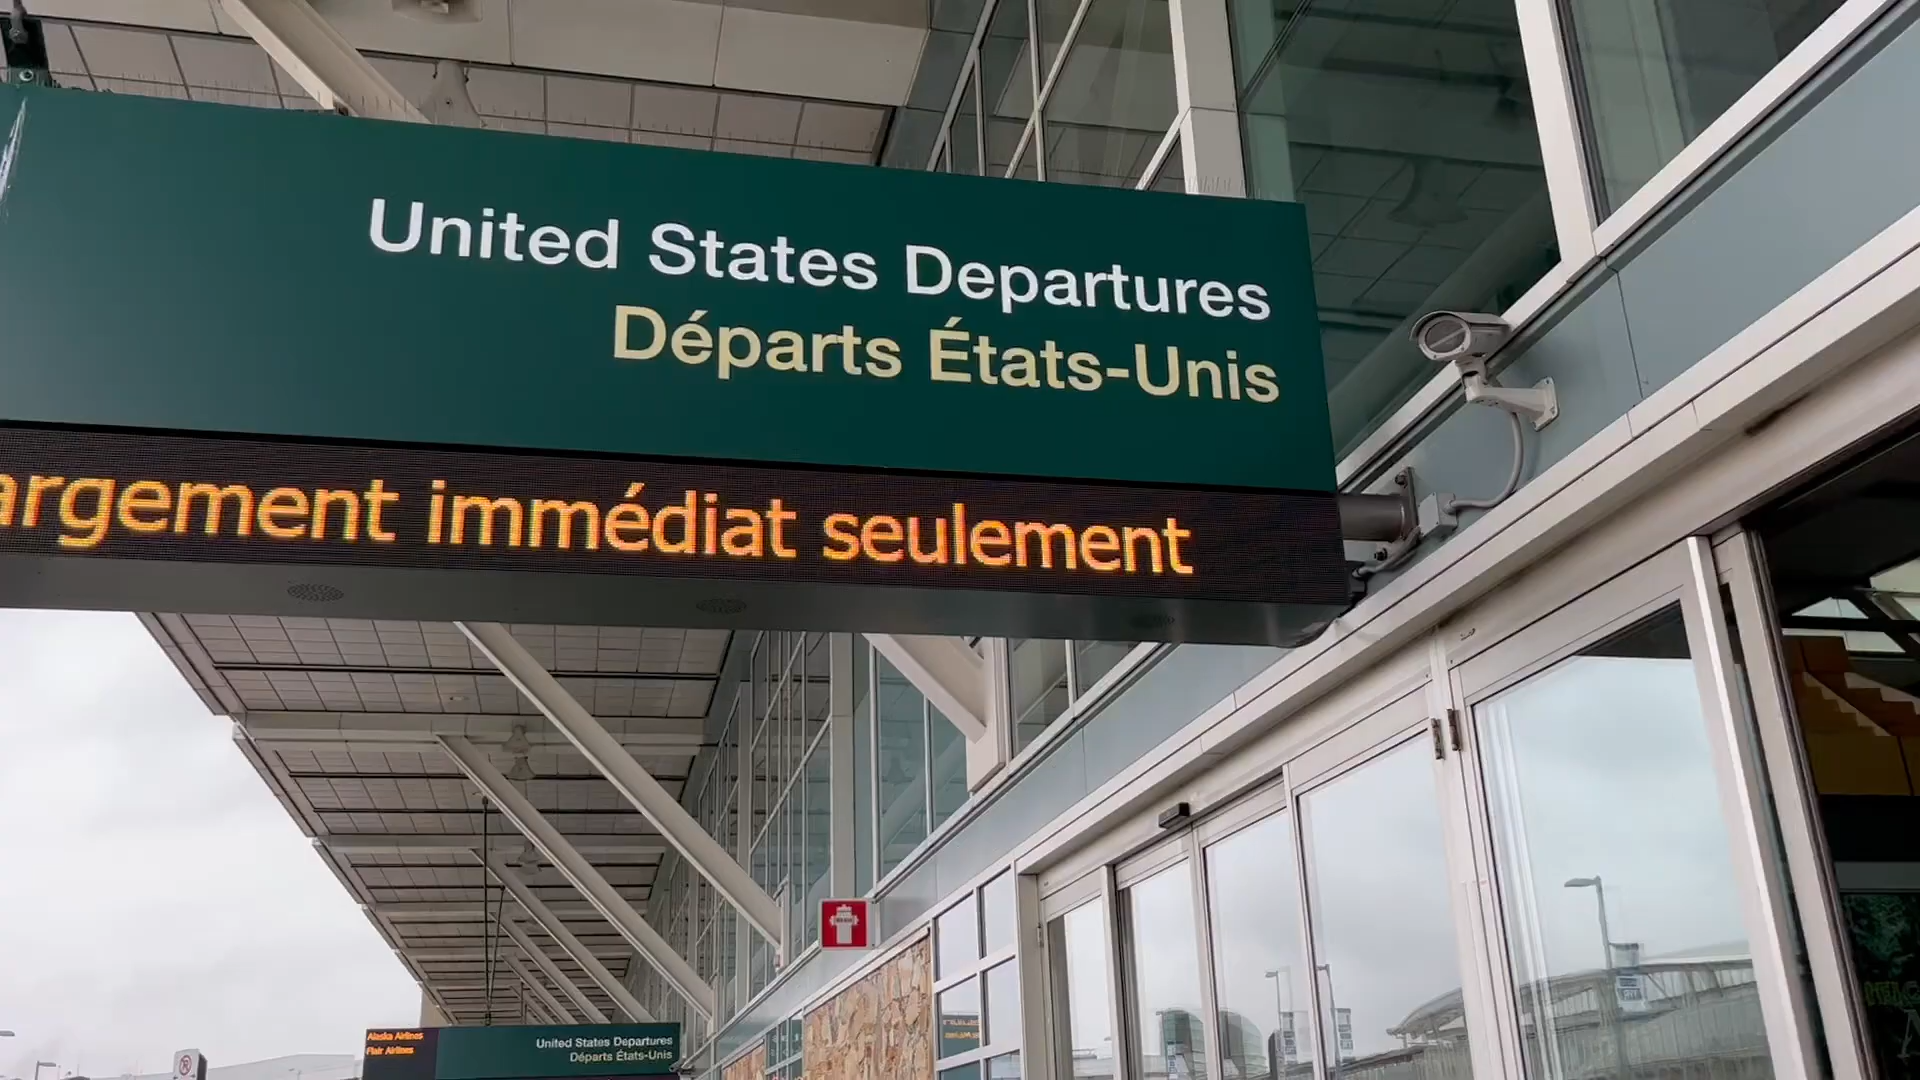 United States Departures
Départs États-Unis
argement immédiat seulement
Alaska Airlines
Flair Airlines
United States Departures
Départs États-Unis